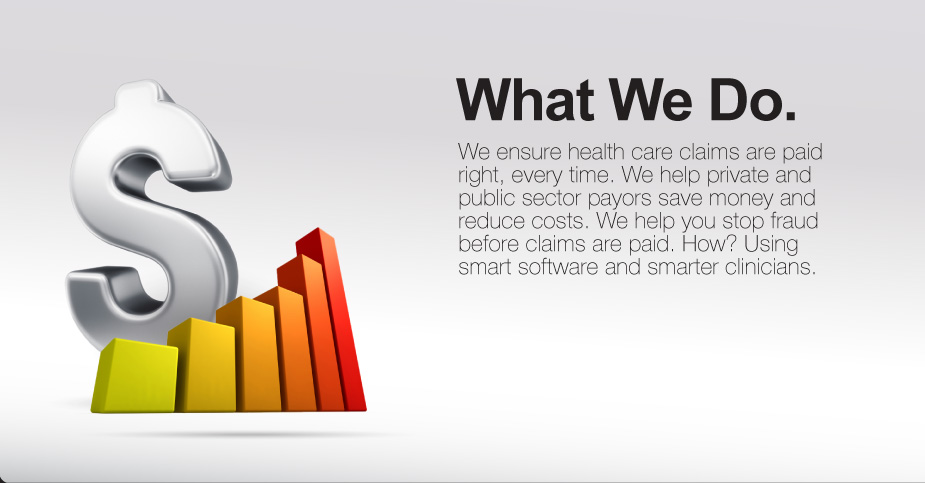 What We Do.
We ensure health care claims are paid
right, every time. We help private and
public sector payors save money and
reduce costs. We help you stop fraud
before claims are paid. How? Using
smart software and smarter clinicians.